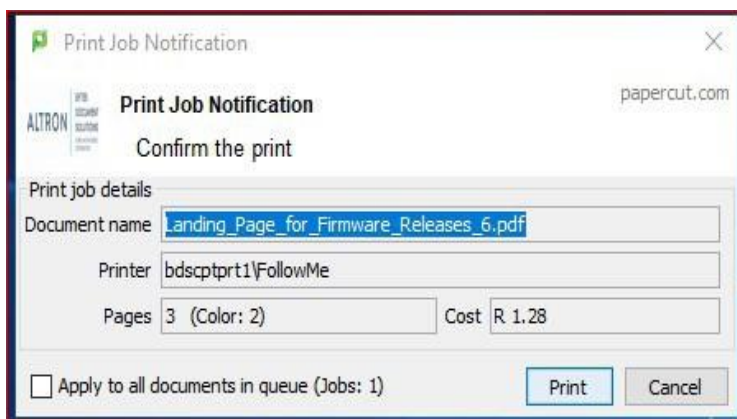 Print Job Notification
papercut.com
ALTRON
Print Job Notification
Confirm the print
Print job details
Document name Landing_Page_for_Firmware_Releases_6.pdf
Printer bdscptprt1\FollowMe
Pages 3 (Color: 2) Cost R 1.28
Apply to all documents in queue (Jobs: 1) Print Cancel